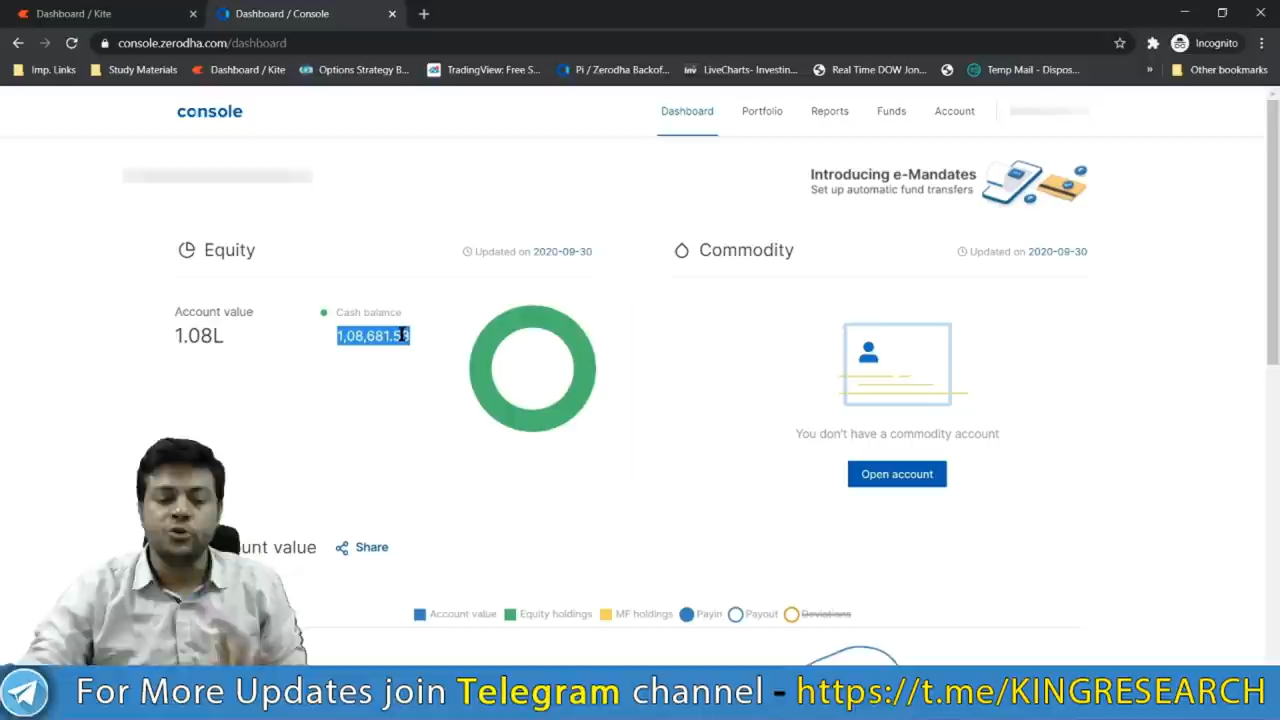 Dashboard / Kite
Dashboard / Console
console.zerodha.com/dashboard
Incognito
Imp. Links
Study Materials
Dashboard / Kite
Options Strategy B...
TradingView: Free S...
Pi / Zerodha Backof...
LiveCharts- Investin...
Real Time DOW Jon...
Temp Mail - Dispos...
Other bookmarks
console
Dashboard
Portfolio
Reports
Funds
Account
Introducing e-Mandates
Set up automatic fund transfers
Equity
Updated on 2020-09-30
Commodity
Updated on 2020-09-30
Account value
Cash balance
1.08L
1,08,681.53
You don't have a commodity account
Open account
unt value
Share
Account value
Equity holdings
MF holdings
Payin
Payout
Deviations
For More Updates join Telegram channel - https://t.me/KINGRESEARCH